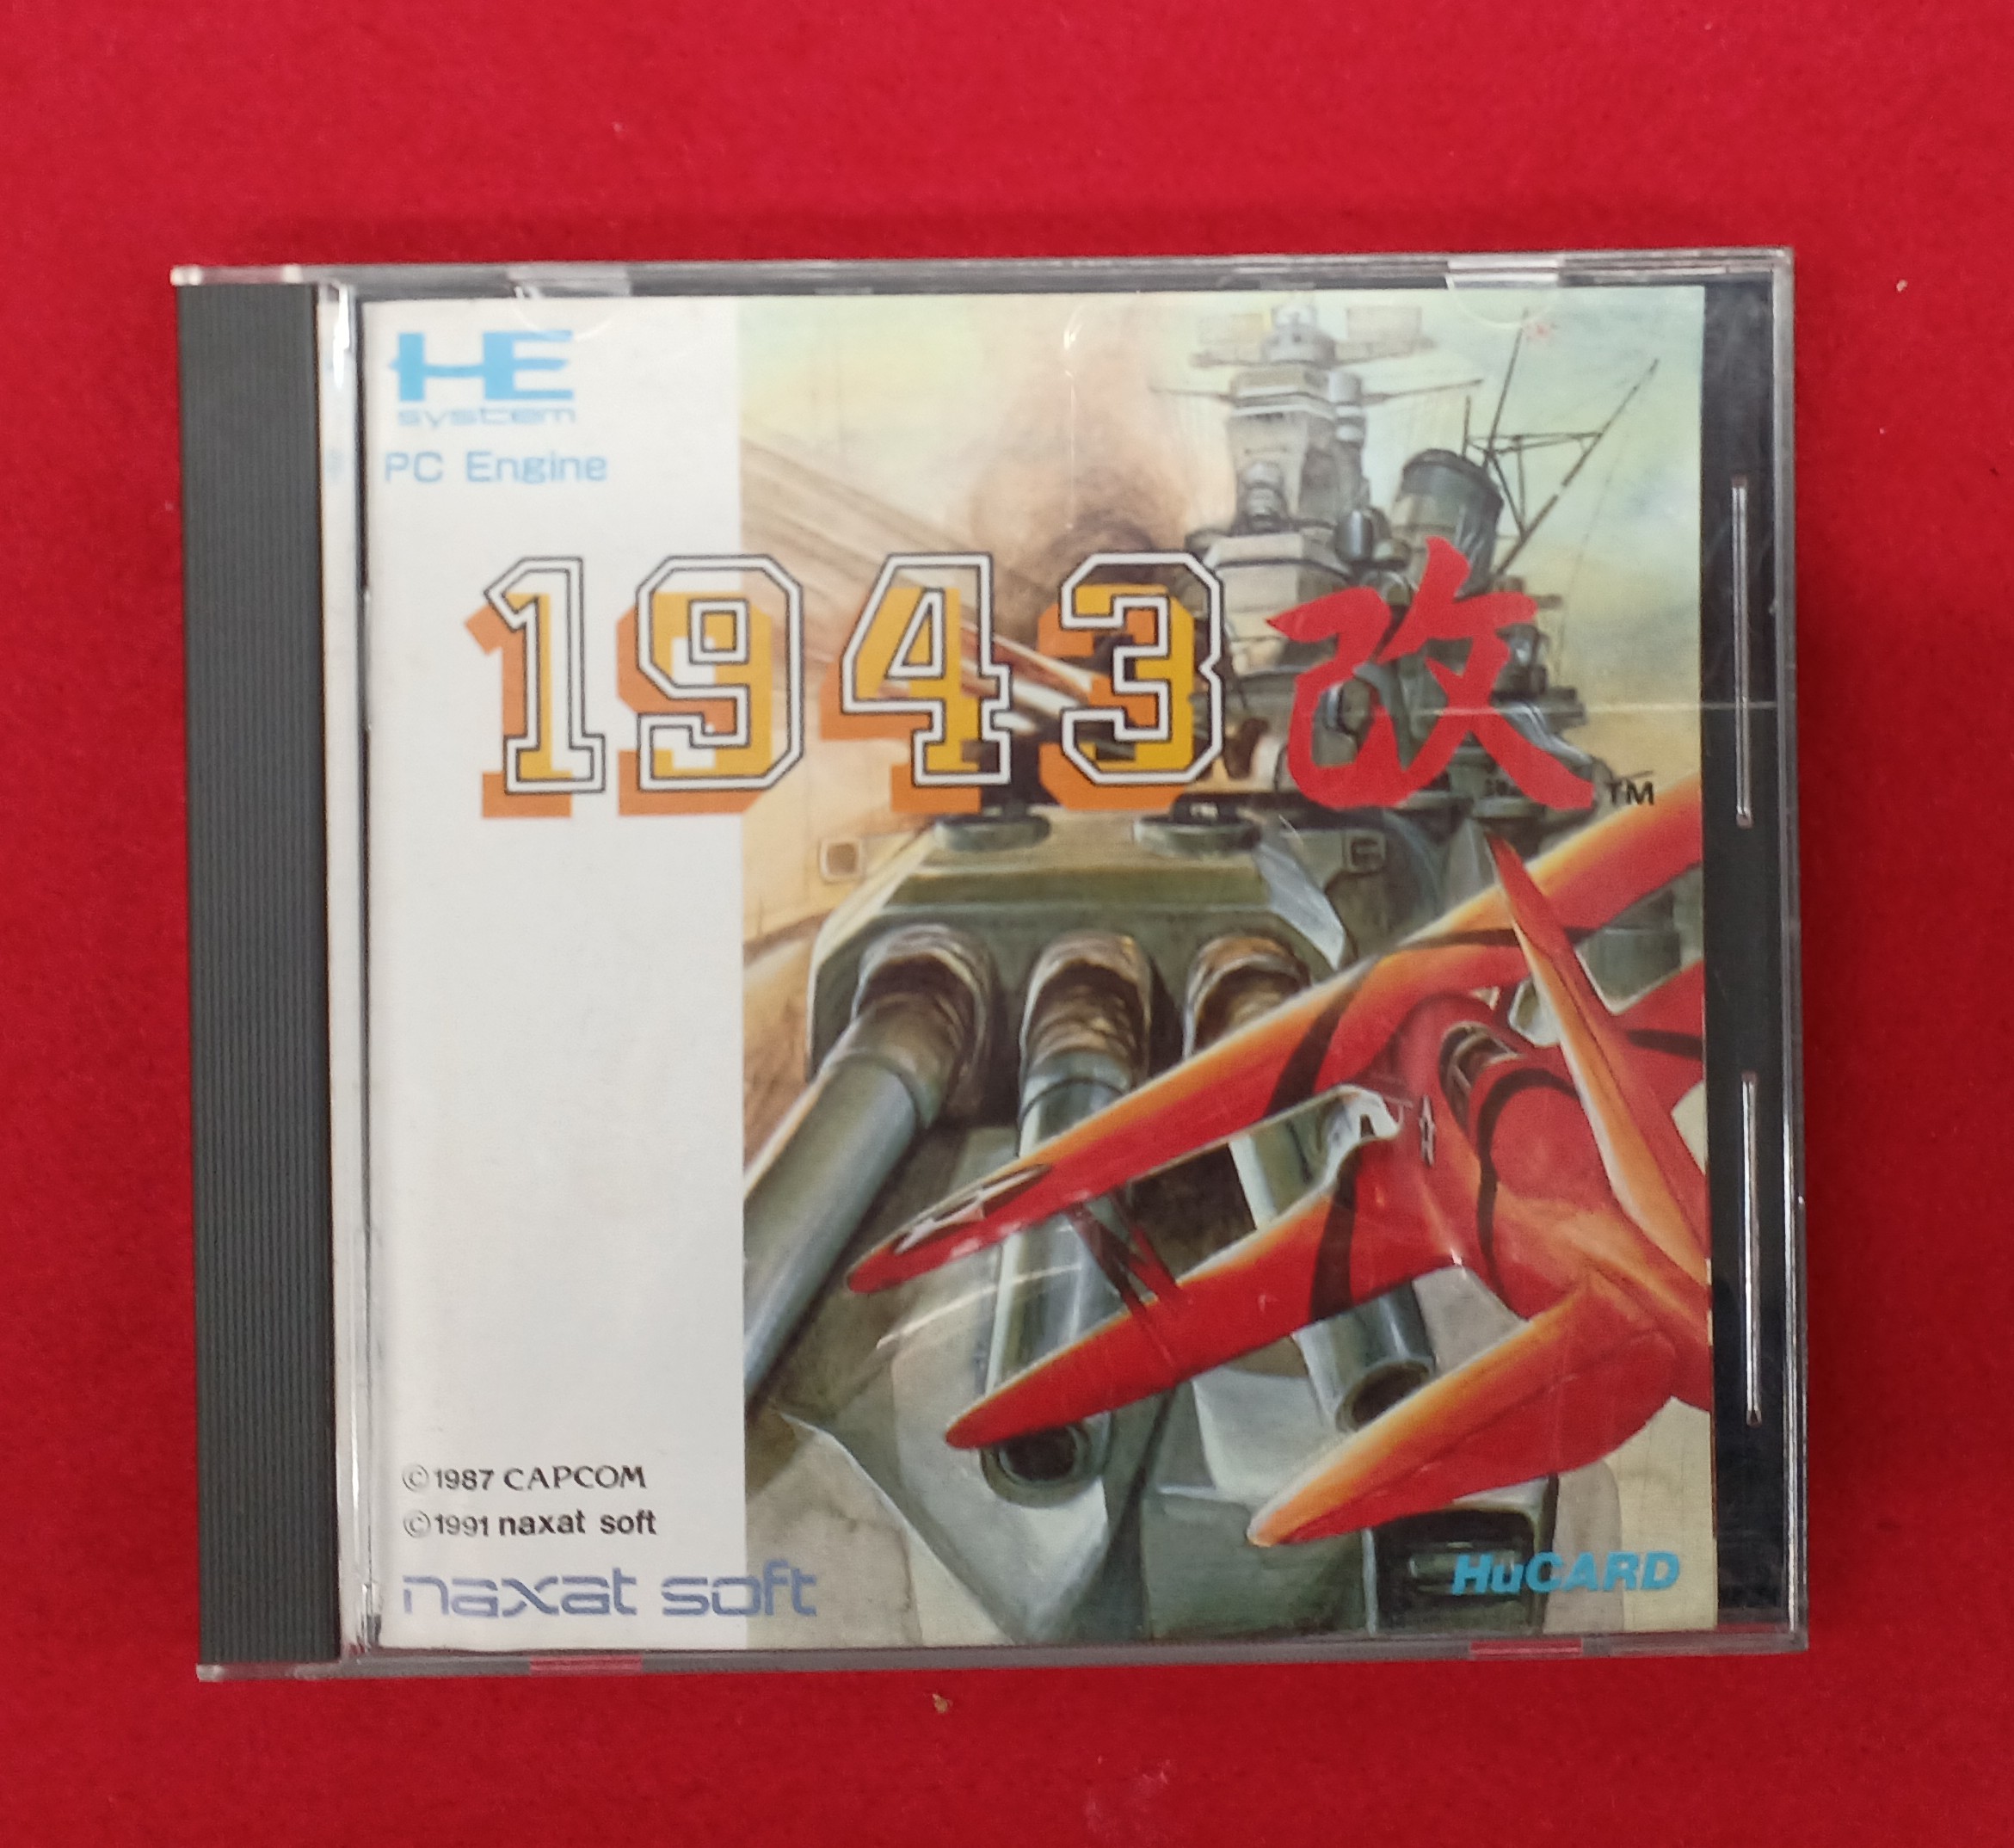 HE
system
PC Engine
1943改 TM
©1987 CAPCOM
©1991 naxat soft
naxat soft
HuCARD